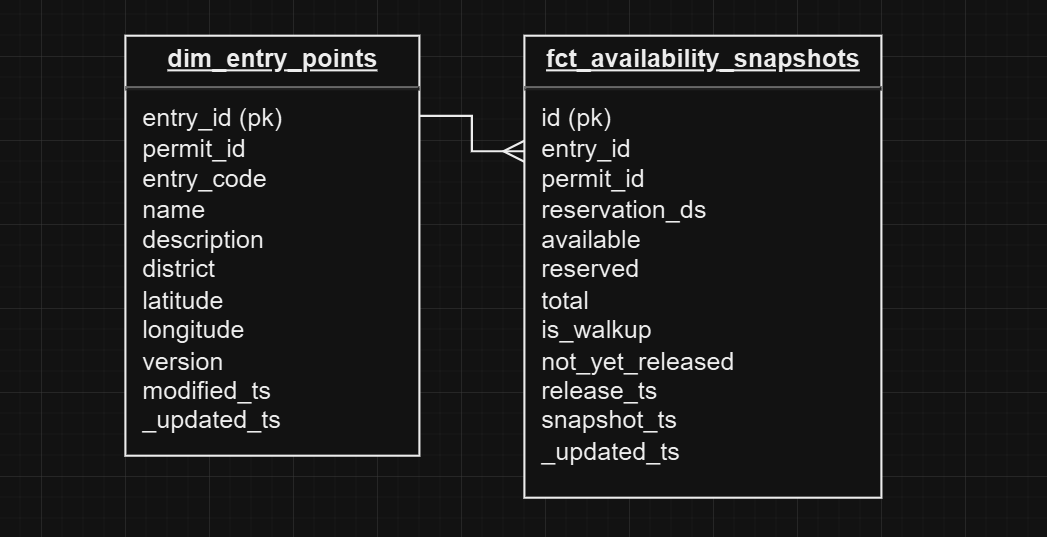 dim_entry_points
entry_id (pk)
permit_id
entry_code
name
description
district
latitude
longitude
version
modified_ts
_updated_ts
fct_availability_snapshots
id (pk)
entry_id
permit_id
reservation_ds
available
reserved
total
is_walkup
not_yet_released
release_ts
snapshot_ts
_updated_ts